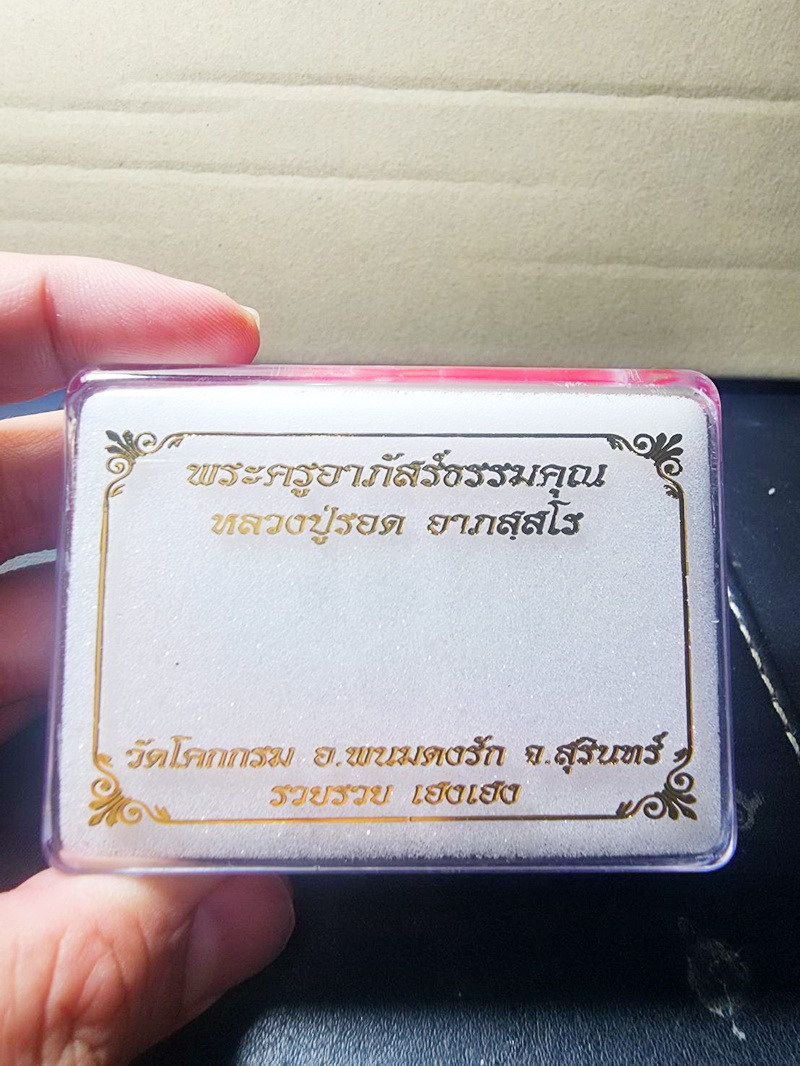 พระครูอาภัสร์ธรรมคุณ
หลวงปู่รอด อาภสฺสโร
วัดโคกกรม อ.พนมดงรัก จ.สุรินทร์
รวยรวย เฮงเฮง